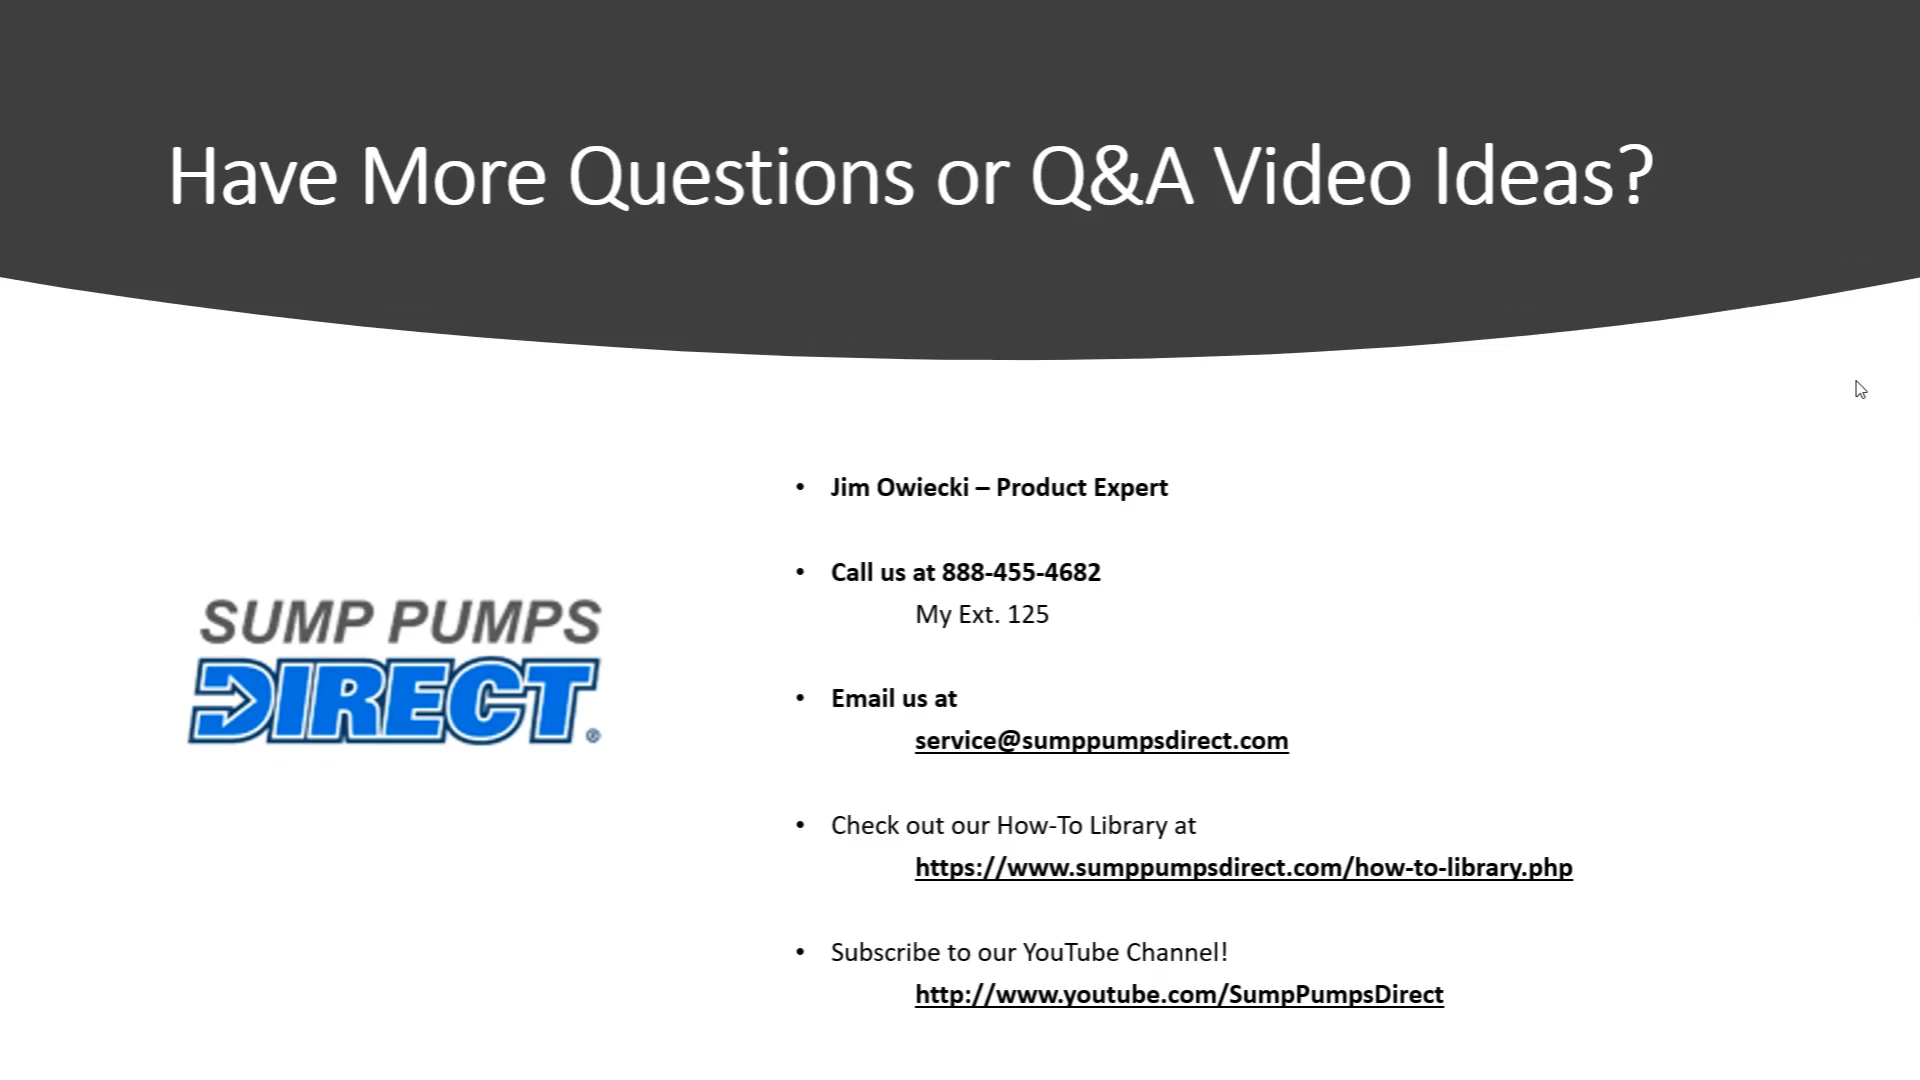 Have More Questions or Q&A Video Ideas?
SUMP PUMPS
DIRECT®
• Jim Owiecki – Product Expert
• Call us at 888-455-4682
My Ext. 125
• Email us at
service@sumppumpsdirect.com
• Check out our How-To Library at
https://www.sumppumpsdirect.com/how-to-library.php
• Subscribe to our YouTube Channel!
http://www.youtube.com/SumpPumpsDirect